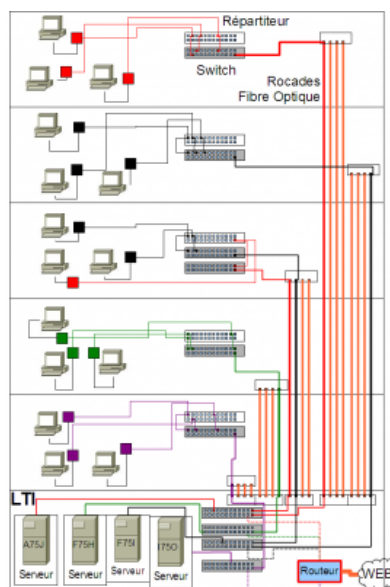 Répartiteur
Switch
Rocades
Fibre Optique
LTI
A75J
F75H
F75I
I75O
Serveur
Serveur
Serveur
Serveur
Routeur
WEB